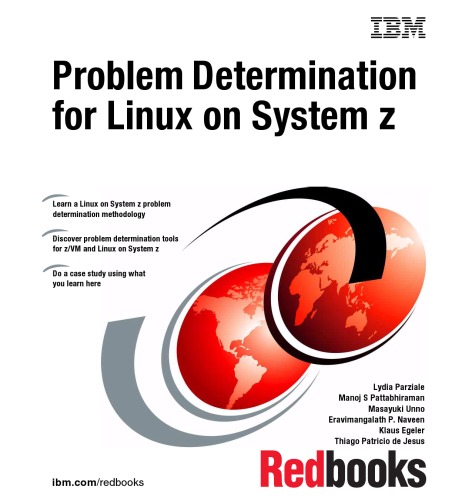 IBM
Problem Determination
for Linux on System z
Learn a Linux on System z problem
determination methodology
Discover problem determination tools
for z/VM and Linux on System z
Do a case study using what
you learn here
Lydia Parziale
Manoj S Pattabhiraman
Masayuki Unno
Eravimangalath P. Naveen
Klaus Egeler
Thiago Patricio de Jesus
ibm.com/redbooks
Redbooks